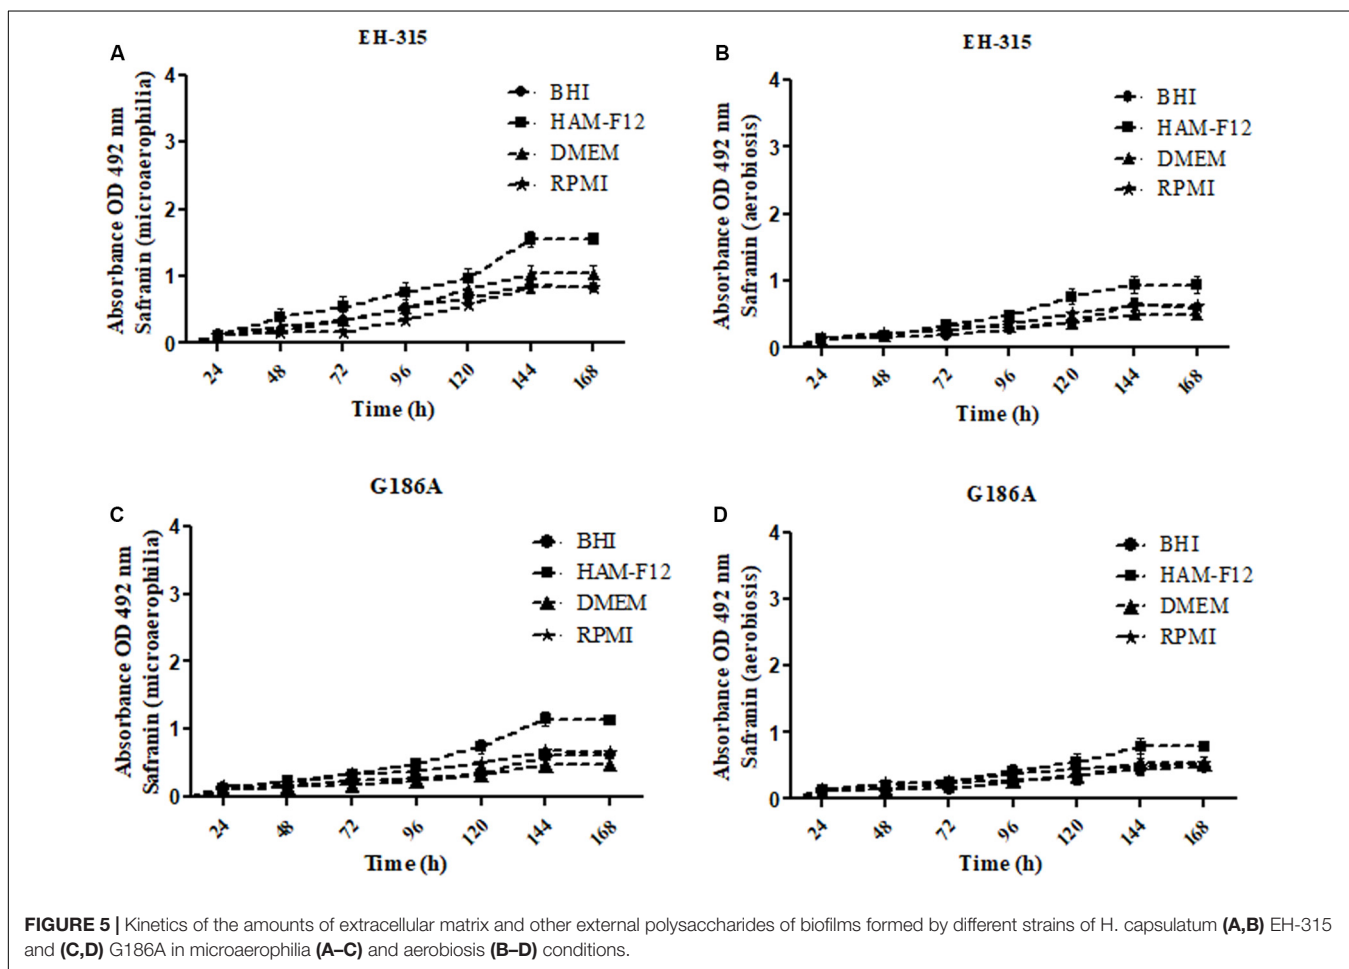 A
EH-315
Absorbance OD 492 nm
Safranin (microaerophilia)
4
3
2
1
0
BHI
HAM-F12
DMEM
RPMI
24 48 72 96 120 144 168
Time (h)
B
EH-315
Absorbance OD 492 nm
Safranin (aerobiosis)
4
3
2
1
0
BHI
HAM-F12
DMEM
RPMI
24 48 72 96 120 144 168
Time (h)
C
G186A
Absorbance OD 492 nm
Safranin (microaerophilia)
4
3
2
1
0
BHI
HAM-F12
DMEM
RPMI
24 48 72 96 120 144 168
Time (h)
D
G186A
Absorbance OD 492 nm
Safranin (aerobiosis)
4
3
2
1
0
BHI
HAM-F12
DMEM
RPMI
24 48 72 96 120 144 168
Time (h)
FIGURE 5 | Kinetics of the amounts of extracellular matrix and other external polysaccharides of biofilms formed by different strains of H. capsulatum (A,B) EH-315
and (C,D) G186A in microaerophilia (A–C) and aerobiosis (B–D) conditions.